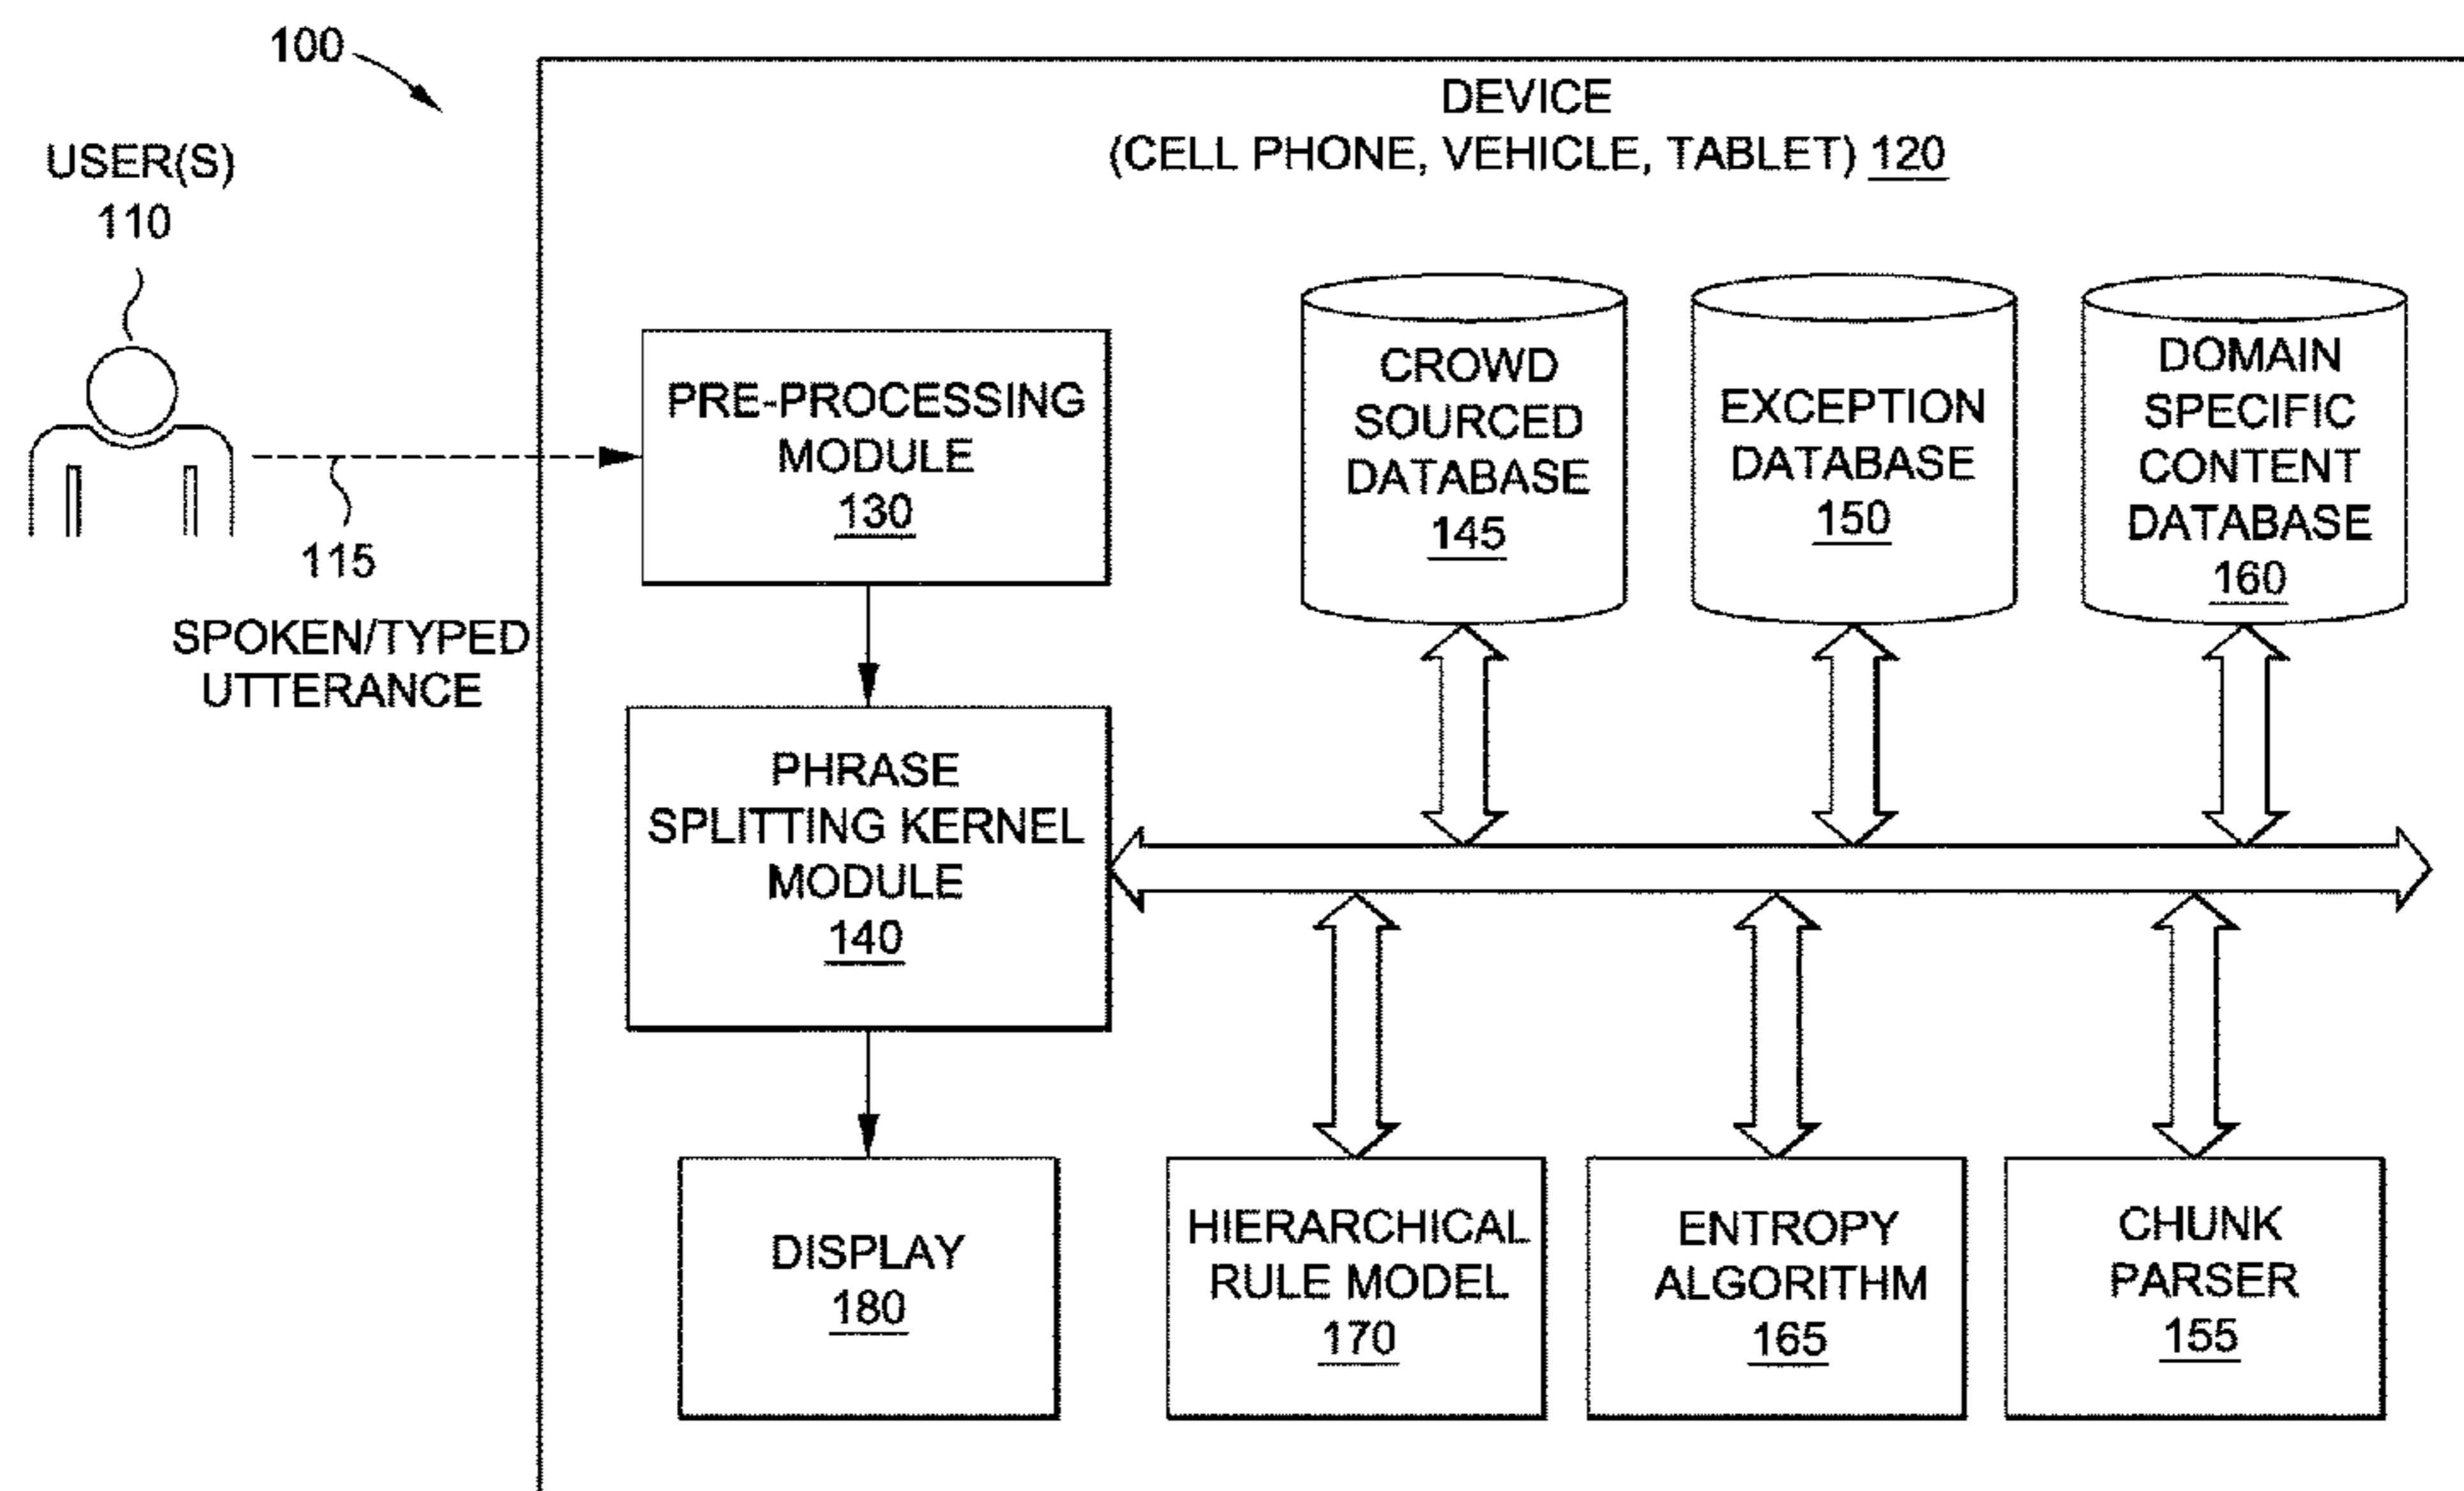 100
DEVICE
(CELL PHONE, VEHICLE, TABLET) 120
USER(S)
110
115
SPOKEN/TYPED
UTTERANCE
PRE-PROCESSING
MODULE
130
CROWD
SOURCED
DATABASE
145
EXCEPTION
DATABASE
150
DOMAIN
SPECIFIC
CONTENT
DATABASE
160
PHRASE
SPLITTING KERNEL
MODULE
140
DISPLAY
180
HIERARCHICAL
RULE MODEL
170
ENTROPY
ALGORITHM
165
CHUNK
PARSER
155